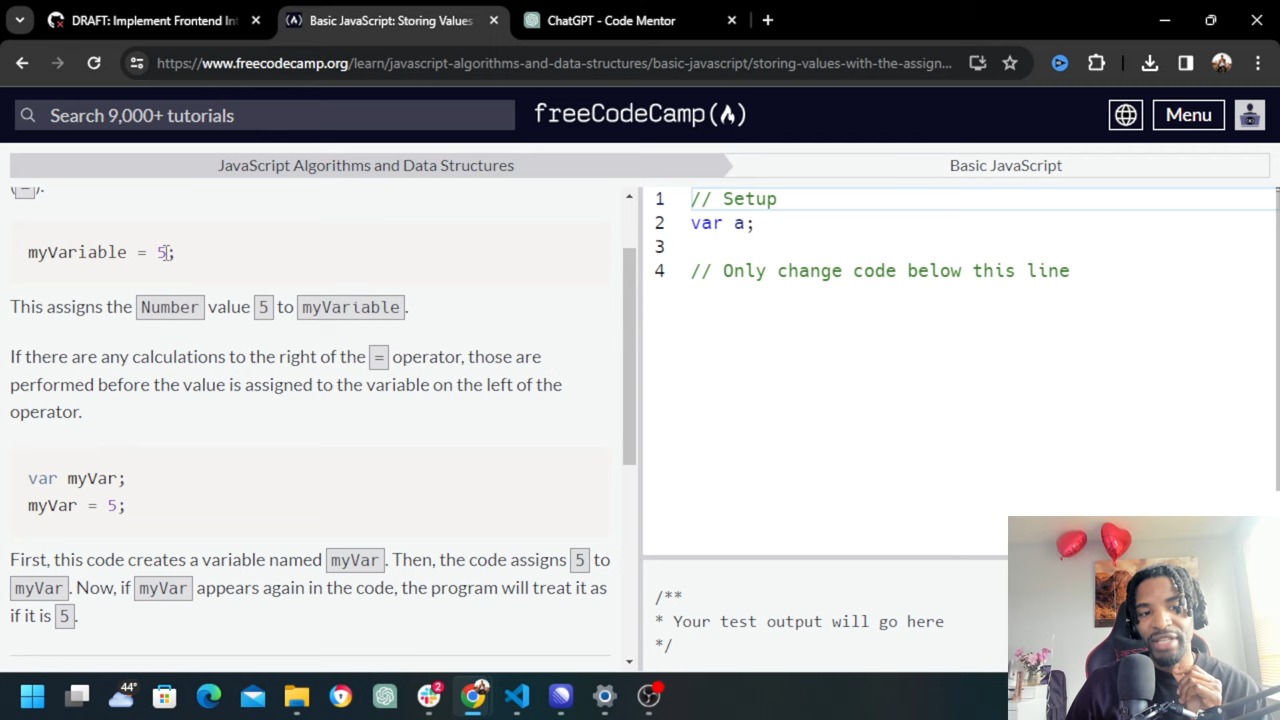 DRAFT: Implement Frontend In
Basic JavaScript: Storing Values
ChatGPT - Code Mentor
https://www.freecodecamp.org/learn/javascript-algorithms-and-data-structures/basic-javascript/storing-values-with-the-assign...
Search 9,000+ tutorials
freeCodeCamp(🔥)
Menu
JavaScript Algorithms and Data Structures
Basic JavaScript
(=).
myVariable = 5;
This assigns the Number value 5 to myVariable.
If there are any calculations to the right of the = operator, those are
performed before the value is assigned to the variable on the left of the
operator.
var myVar;
myVar = 5;
First, this code creates a variable named myVar. Then, the code assigns 5 to
myVar. Now, if myVar appears again in the code, the program will treat it as
if it is 5.
1 // Setup
2 var a;
3
4 // Only change code below this line
/**
* Your test output will go here
*/
44°
2